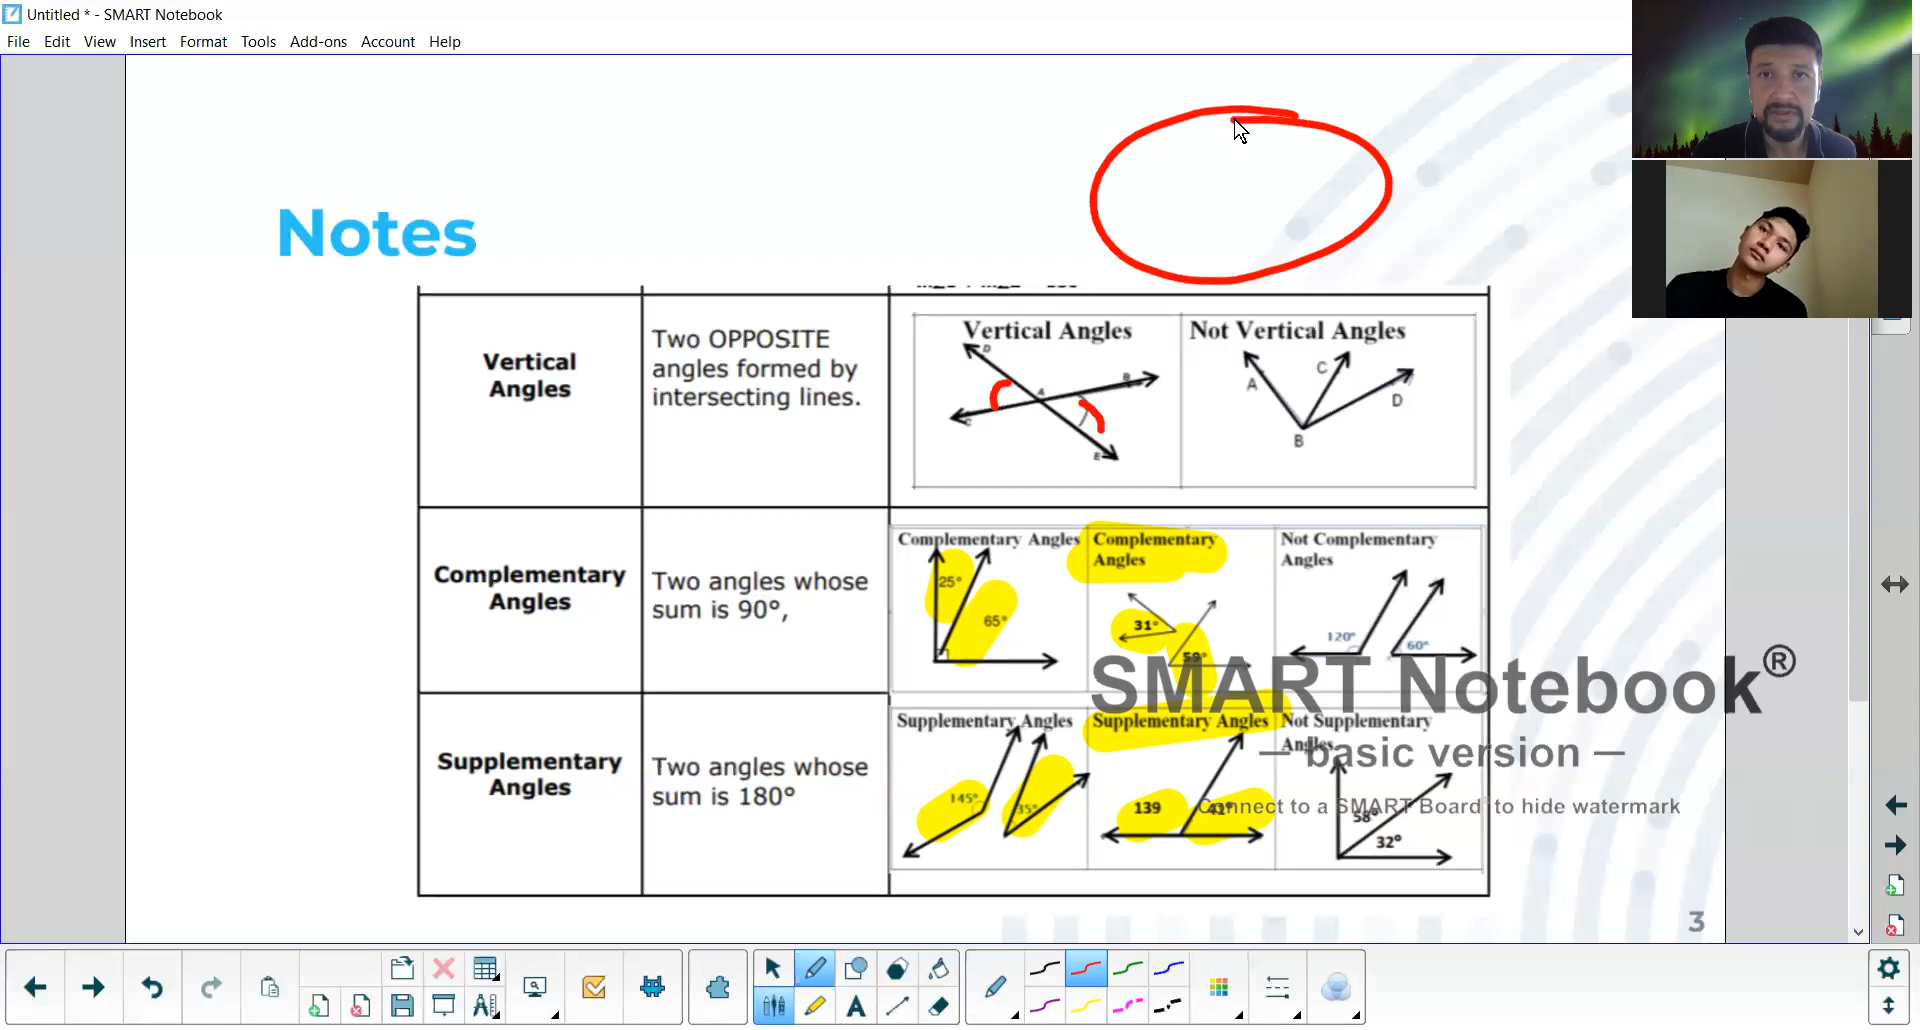 Untitled * - SMART Notebook
File Edit View Insert Format Tools Add-ons Account Help
Notes
Vertical
Angles
Two OPPOSITE
angles formed by
intersecting lines.
Vertical Angles
D
A
B
C
E
Not Vertical Angles
A
C
D
B
Complementary
Angles
Two angles whose
sum is 90°,
Complementary Angles
25°
65°
Complementary
Angles
31°
59°
Not Complementary
Angles
120°
60°
SMART Notebook®
— basic version —
Connect to a SMART Board to hide watermark
Supplementary
Angles
Two angles whose
sum is 180°
Supplementary Angles
145°
35°
Supplementary Angles
139
41°
Not Supplementary
Angles
58°
32°
3